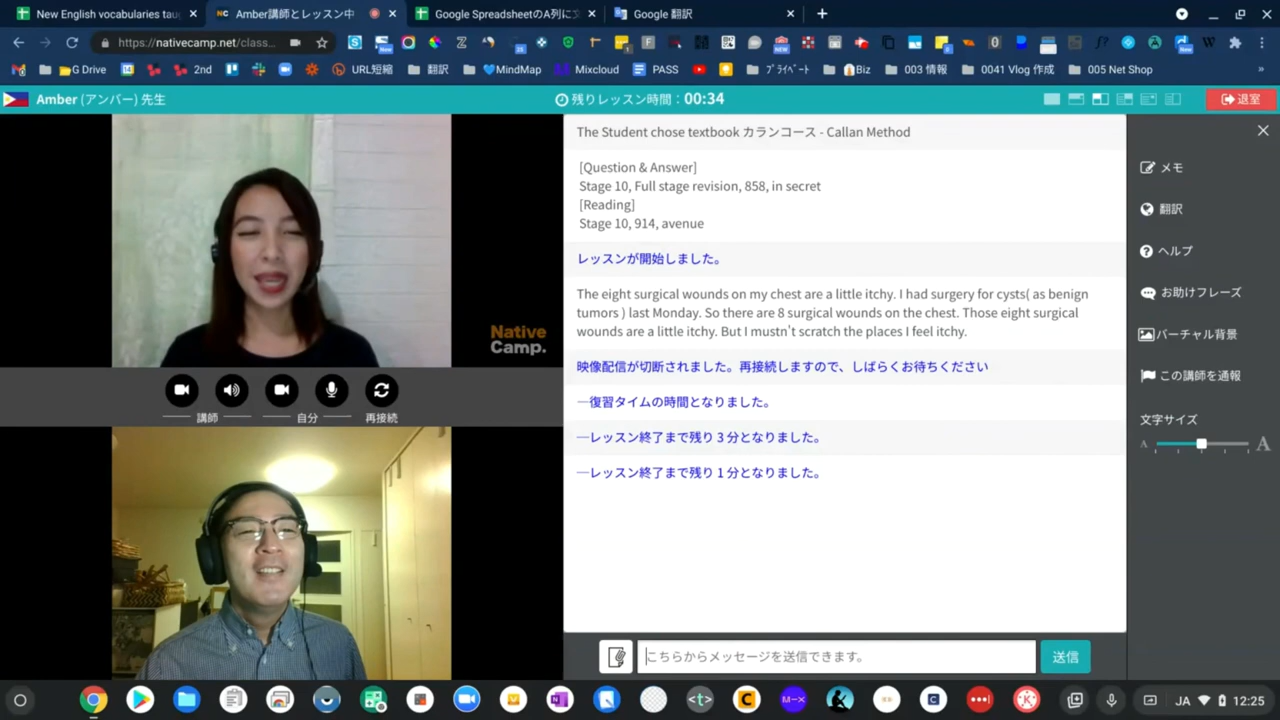 New English vocabularies tau
Amber講師とレッスン中
Google SpreadsheetのA列に文
Google 翻訳
https://nativecamp.net/class...
G Drive
2nd
URL短縮
翻訳
MindMap
Mixcloud
PASS
ﾌﾟﾗｲﾍﾞｰﾄ
Biz
003 情報
0041 Vlog 作成
005 Net Shop
Amber (アンバー) 先生
残りレッスン時間：00:34
退室
The Student chose textbook カランコース - Callan Method
[Question & Answer]
Stage 10, Full stage revision, 858, in secret
[Reading]
Stage 10, 914, avenue
レッスンが開始しました。
The eight surgical wounds on my chest are a little itchy. I had surgery for cysts( as benign
tumors ) last Monday. So there are 8 surgical wounds on the chest. Those eight surgical
wounds are a little itchy. But I mustn't scratch the places I feel itchy.
映像配信が切断されました。再接続しますので、しばらくお待ちください
―復習タイムの時間となりました。
―レッスン終了まで残り３分となりました。
―レッスン終了まで残り１分となりました。
Native
Camp.
講師
自分
再接続
メモ
翻訳
ヘルプ
お助けフレーズ
バーチャル背景
この講師を通報
文字サイズ
A
A
こちらからメッセージを送信できます。
送信
JA
12:25